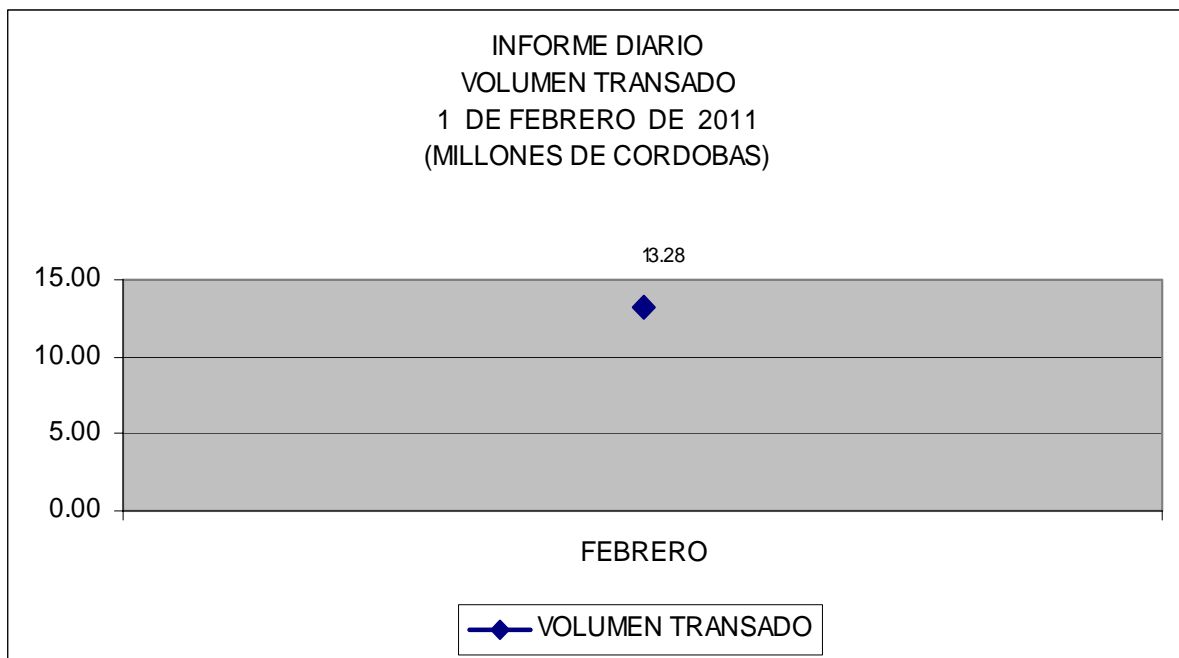 INFORME DIARIO
VOLUMEN TRANSADO
1 DE FEBRERO DE 2011
(MILLONES DE CORDOBAS)
13.28
15.00
10.00
5.00
0.00
FEBRERO
VOLUMEN TRANSADO